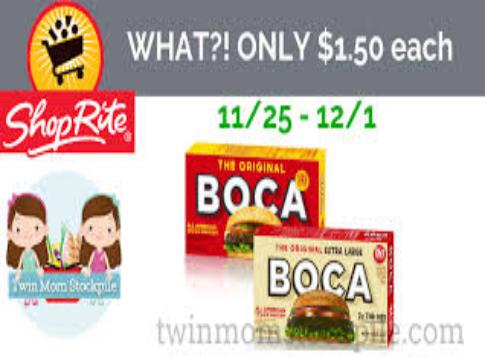 WHAT?! ONLY $1.50 each
ShopRite
11/25 - 12/1
THE ORIGINAL
BOCA
THE ORIGINAL EXTRA LARGE
BOCA
Twin Mom Stockpile
twinmomstockpile.com